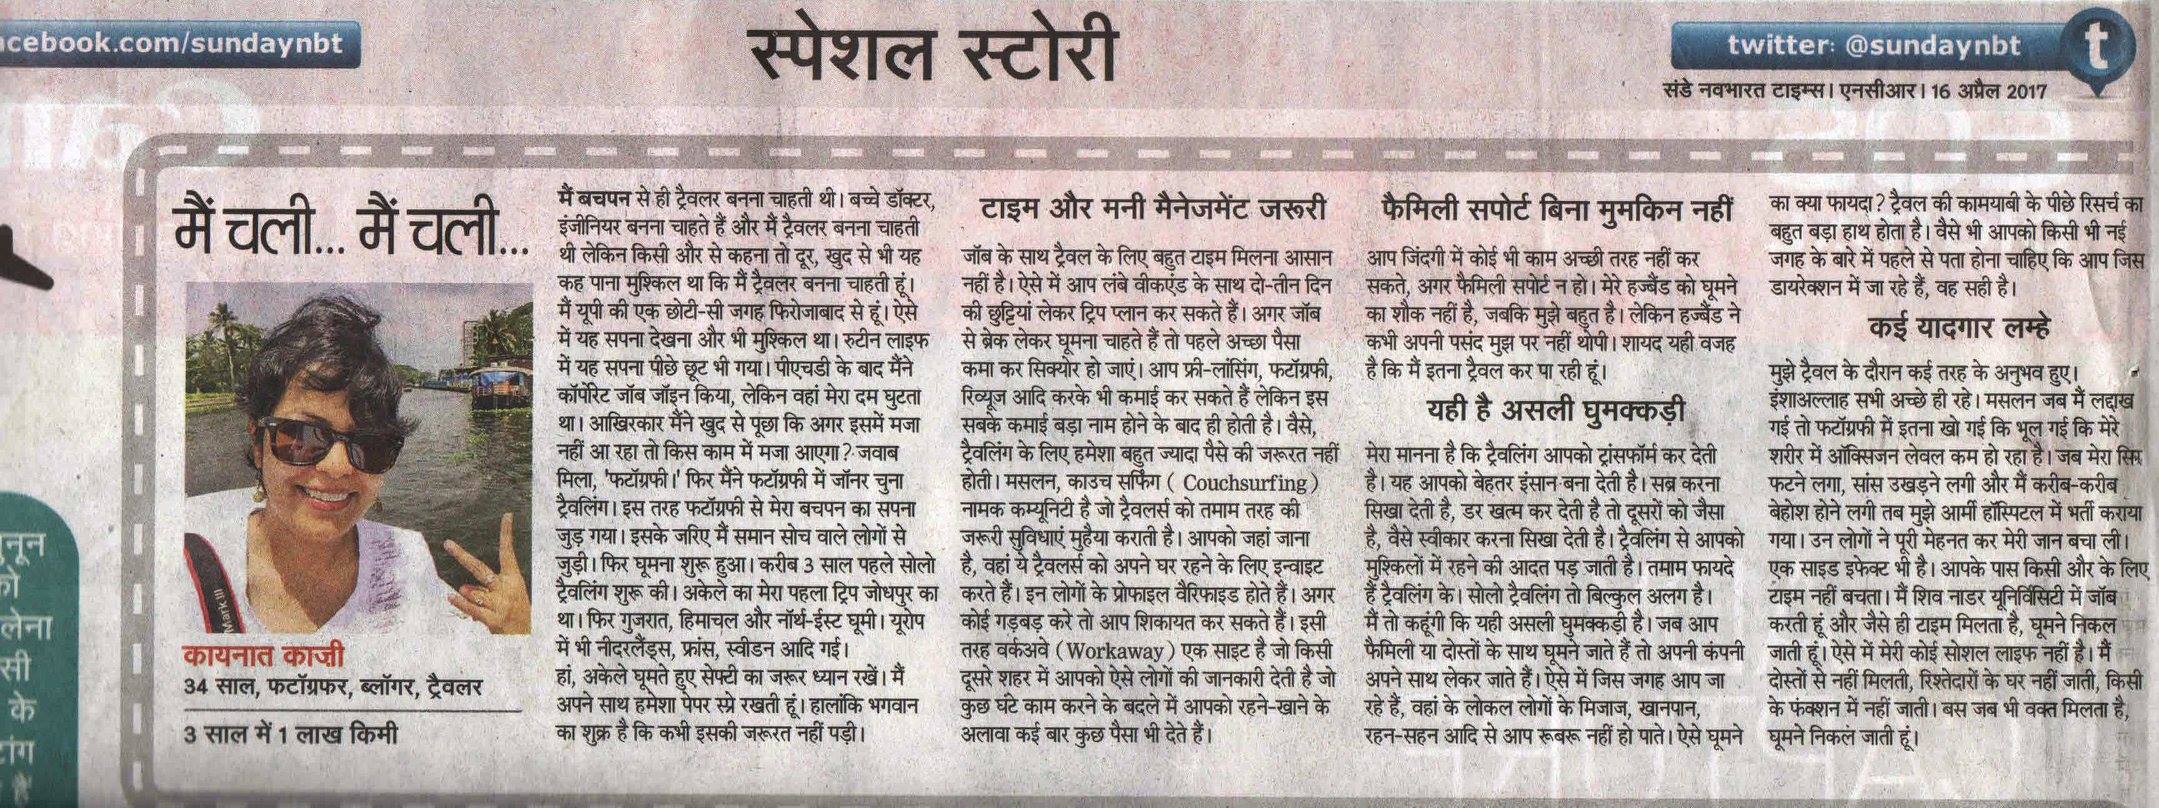 acebook.com/sundaynbt
स्पेशल स्टोरी
twitter: @sundaynbt
t
संडे नवभारत टाइम्स। एनसीआर। 16 अप्रैल 2017
मैं चली... मैं चली...
Mark III
कायनात काज़ी
34 साल, फटॉग्रफर, ब्लॉगर, ट्रैवलर
3 साल में 1 लाख किमी
मैं बचपन से ही ट्रैवलर बनना चाहती थी। बच्चे डॉक्टर,
इंजीनियर बनना चाहते हैं और मैं ट्रैवलर बनना चाहती
थी लेकिन किसी और से कहना तो दूर, खुद से भी यह
कह पाना मुश्किल था कि मैं ट्रैवलर बनना चाहती हूं।
मैं यूपी की एक छोटी-सी जगह फिरोजाबाद से हूं। ऐसे
में यह सपना देखना और भी मुश्किल था। रुटीन लाइफ
में यह सपना पीछे छूट भी गया। पीएचडी के बाद मैंने
कॉर्पोरेट जॉब जॉइन किया, लेकिन वहां मेरा दम घुटता
था। आखिरकार मैंने खुद से पूछा कि अगर इसमें मजा
नहीं आ रहा तो किस काम में मजा आएगा? जवाब
मिला, 'फटॉग्रफी।' फिर मैंने फटॉग्रफी में जॉनर चुना
ट्रैवलिंग। इस तरह फटॉग्रफी से मेरा बचपन का सपना
जुड़ गया। इसके जरिए मैं समान सोच वाले लोगों से
जुड़ी। फिर घूमना शुरू हुआ। करीब 3 साल पहले सोलो
ट्रैवलिंग शुरू की। अकेले का मेरा पहला ट्रिप जोधपुर का
था। फिर गुजरात, हिमाचल और नॉर्थ-ईस्ट घूमी। यूरोप
में भी नीदरलैंड्स, फ्रांस, स्वीडन आदि गई।
हां, अकेले घूमते हुए सेफ्टी का जरूर ध्यान रखें। मैं
अपने साथ हमेशा पेपर स्प्रे रखती हूं। हालांकि भगवान
का शुक्र है कि कभी इसकी जरूरत नहीं पड़ी।
टाइम और मनी मैनेजमेंट जरूरी
जॉब के साथ ट्रैवल के लिए बहुत टाइम मिलना आसान
नहीं है। ऐसे में आप लंबे वीकएंड के साथ दो-तीन दिन
की छुट्टियां लेकर ट्रिप प्लान कर सकते हैं। अगर जॉब
से ब्रेक लेकर घूमना चाहते हैं तो पहले अच्छा पैसा
कमा कर सिक्योर हो जाएं। आप फ्री-लांसिंग, फटॉग्रफी,
रिव्यूज आदि करके भी कमाई कर सकते हैं लेकिन इस
सबके कमाई बड़ा नाम होने के बाद ही होती है। वैसे,
ट्रैवलिंग के लिए हमेशा बहुत ज्यादा पैसे की जरूरत नहीं
होती। मसलन, काउच सर्फिंग ( Couchsurfing)
नामक कम्यूनिटी है जो ट्रैवलर्स को तमाम तरह की
जरूरी सुविधाएं मुहैया कराती है। आपको जहां जाना
है, वहां ये ट्रैवलर्स को अपने घर रहने के लिए इन्वाइट
करते हैं। इन लोगों के प्रोफाइल वैरिफाइड होते हैं। अगर
कोई गड़बड़ करे तो आप शिकायत कर सकते हैं। इसी
तरह वर्कअवे (Workaway) एक साइट है जो किसी
दूसरे शहर में आपको ऐसे लोगों की जानकारी देती है जो
कुछ घंटे काम करने के बदले में आपको रहने-खाने के
अलावा कई बार कुछ पैसा भी देते हैं।
फैमिली सपोर्ट बिना मुमकिन नहीं
आप जिंदगी में कोई भी काम अच्छी तरह नहीं कर
सकते, अगर फैमिली सपोर्ट न हो। मेरे हज्बैंड को घूमने
का शौक नहीं है, जबकि मुझे बहुत है। लेकिन हज्बैंड ने
कभी अपनी पसंद मुझ पर नहीं थोपी। शायद यही वजह
है कि मैं इतना ट्रैवल कर पा रही हूं।
यही है असली घुमक्कड़ी
मेरा मानना है कि ट्रैवलिंग आपको ट्रांसफॉर्म कर देती
है। यह आपको बेहतर इंसान बना देती है। सब्र करना
सिखा देती है, डर खत्म कर देती है तो दूसरों को जैसा
है, वैसे स्वीकार करना सिखा देती है। ट्रैवलिंग से आपको
मुश्किलों में रहने की आदत पड़ जाती है। तमाम फायदे
हैं ट्रैवलिंग के। सोलो ट्रैवलिंग तो बिल्कुल अलग है।
मैं तो कहूंगी कि यही असली घुमक्कड़ी है। जब आप
फैमिली या दोस्तों के साथ घूमने जाते हैं तो अपनी कंपनी
अपने साथ लेकर जाते हैं। ऐसे में जिस जगह आप जा
रहे हैं, वहां के लोकल लोगों के मिजाज, खानपान,
रहन-सहन आदि से आप रूबरू नहीं हो पाते। ऐसे घूमने
का क्या फायदा? ट्रैवल की कामयाबी के पीछे रिसर्च का
बहुत बड़ा हाथ होता है। वैसे भी आपको किसी भी नई
जगह के बारे में पहले से पता होना चाहिए कि आप जिस
डायरेक्शन में जा रहे हैं, वह सही है।
कई यादगार लम्हे
मुझे ट्रैवल के दौरान कई तरह के अनुभव हुए।
इंशाअल्लाह सभी अच्छे ही रहे। मसलन जब मैं लद्दाख
गई तो फटॉग्रफी में इतना खो गई कि भूल गई कि मेरे
शरीर में ऑक्सिजन लेवल कम हो रहा है। जब मेरा सिर
फटने लगा, सांस उखड़ने लगी और मैं करीब-करीब
बेहोश होने लगी तब मुझे आर्मी हॉस्पिटल में भर्ती कराया
गया। उन लोगों ने पूरी मेहनत कर मेरी जान बचा ली।
एक साइड इफेक्ट भी है। आपके पास किसी और के लिए
टाइम नहीं बचता। मैं शिव नाडर यूनिर्विसिटी में जॉब
करती हूं और जैसे ही टाइम मिलता है, घूमने निकल
जाती हूं। ऐसे में मेरी कोई सोशल लाइफ नहीं है। मैं
दोस्तों से नहीं मिलती, रिश्तेदारों के घर नहीं जाती, किसी
के फंक्शन में नहीं जाती। बस जब भी वक्त मिलता है,
घूमने निकल जाती हूं।
नून
को
लेना
सी
के
टांग
हैं